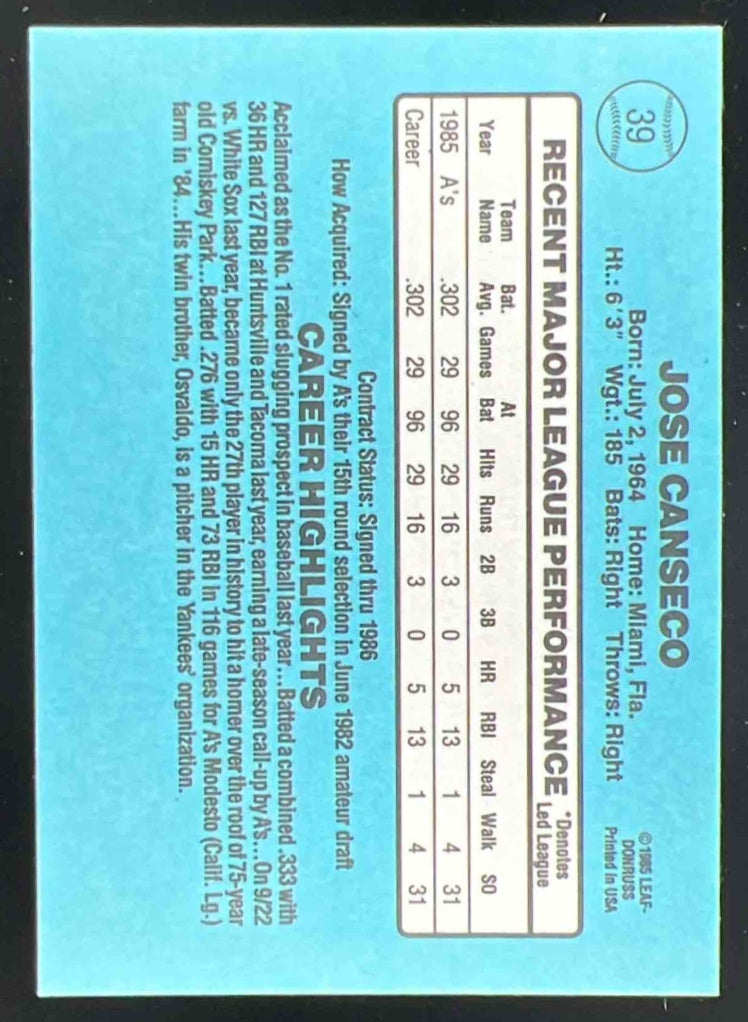 39
JOSE CANSECO
Born: July 2, 1964 Home: Miami, Fla.
Ht.: 6'3" Wgt.: 185 Bats: Right Throws: Right
©1985 LEAF-
DONRUSS
Printed in USA
RECENT MAJOR LEAGUE PERFORMANCE
*Denotes
Led League
Year Team Name Bat. Avg. Games At Bat Hits Runs 2B 3B HR RBI Steal Walk SO
1985 A's .302 29 96 29 16 3 0 5 13 1 4 31
Career .302 29 96 29 16 3 0 5 13 1 4 31
Contract Status: Signed thru 1986
How Acquired: Signed by A's their 15th round selection in June 1982 amateur draft
CAREER HIGHLIGHTS
Acclaimed as the No. 1 rated slugging prospect in baseball last year...Batted a combined .333 with
36 HR and 127 RBI at Huntsville and Tacoma last year, earning a late-season call-up by A's...On 9/22
vs. White Sox last year, became only the 27th player in history to hit a homer over the roof of 75-year
old Comiskey Park...Batted .276 with 15 HR and 73 RBI in 116 games for A's Modesto (Calif. Lg.)
farm in '84...His twin brother, Osvaldo, is a pitcher in the Yankees' organization.